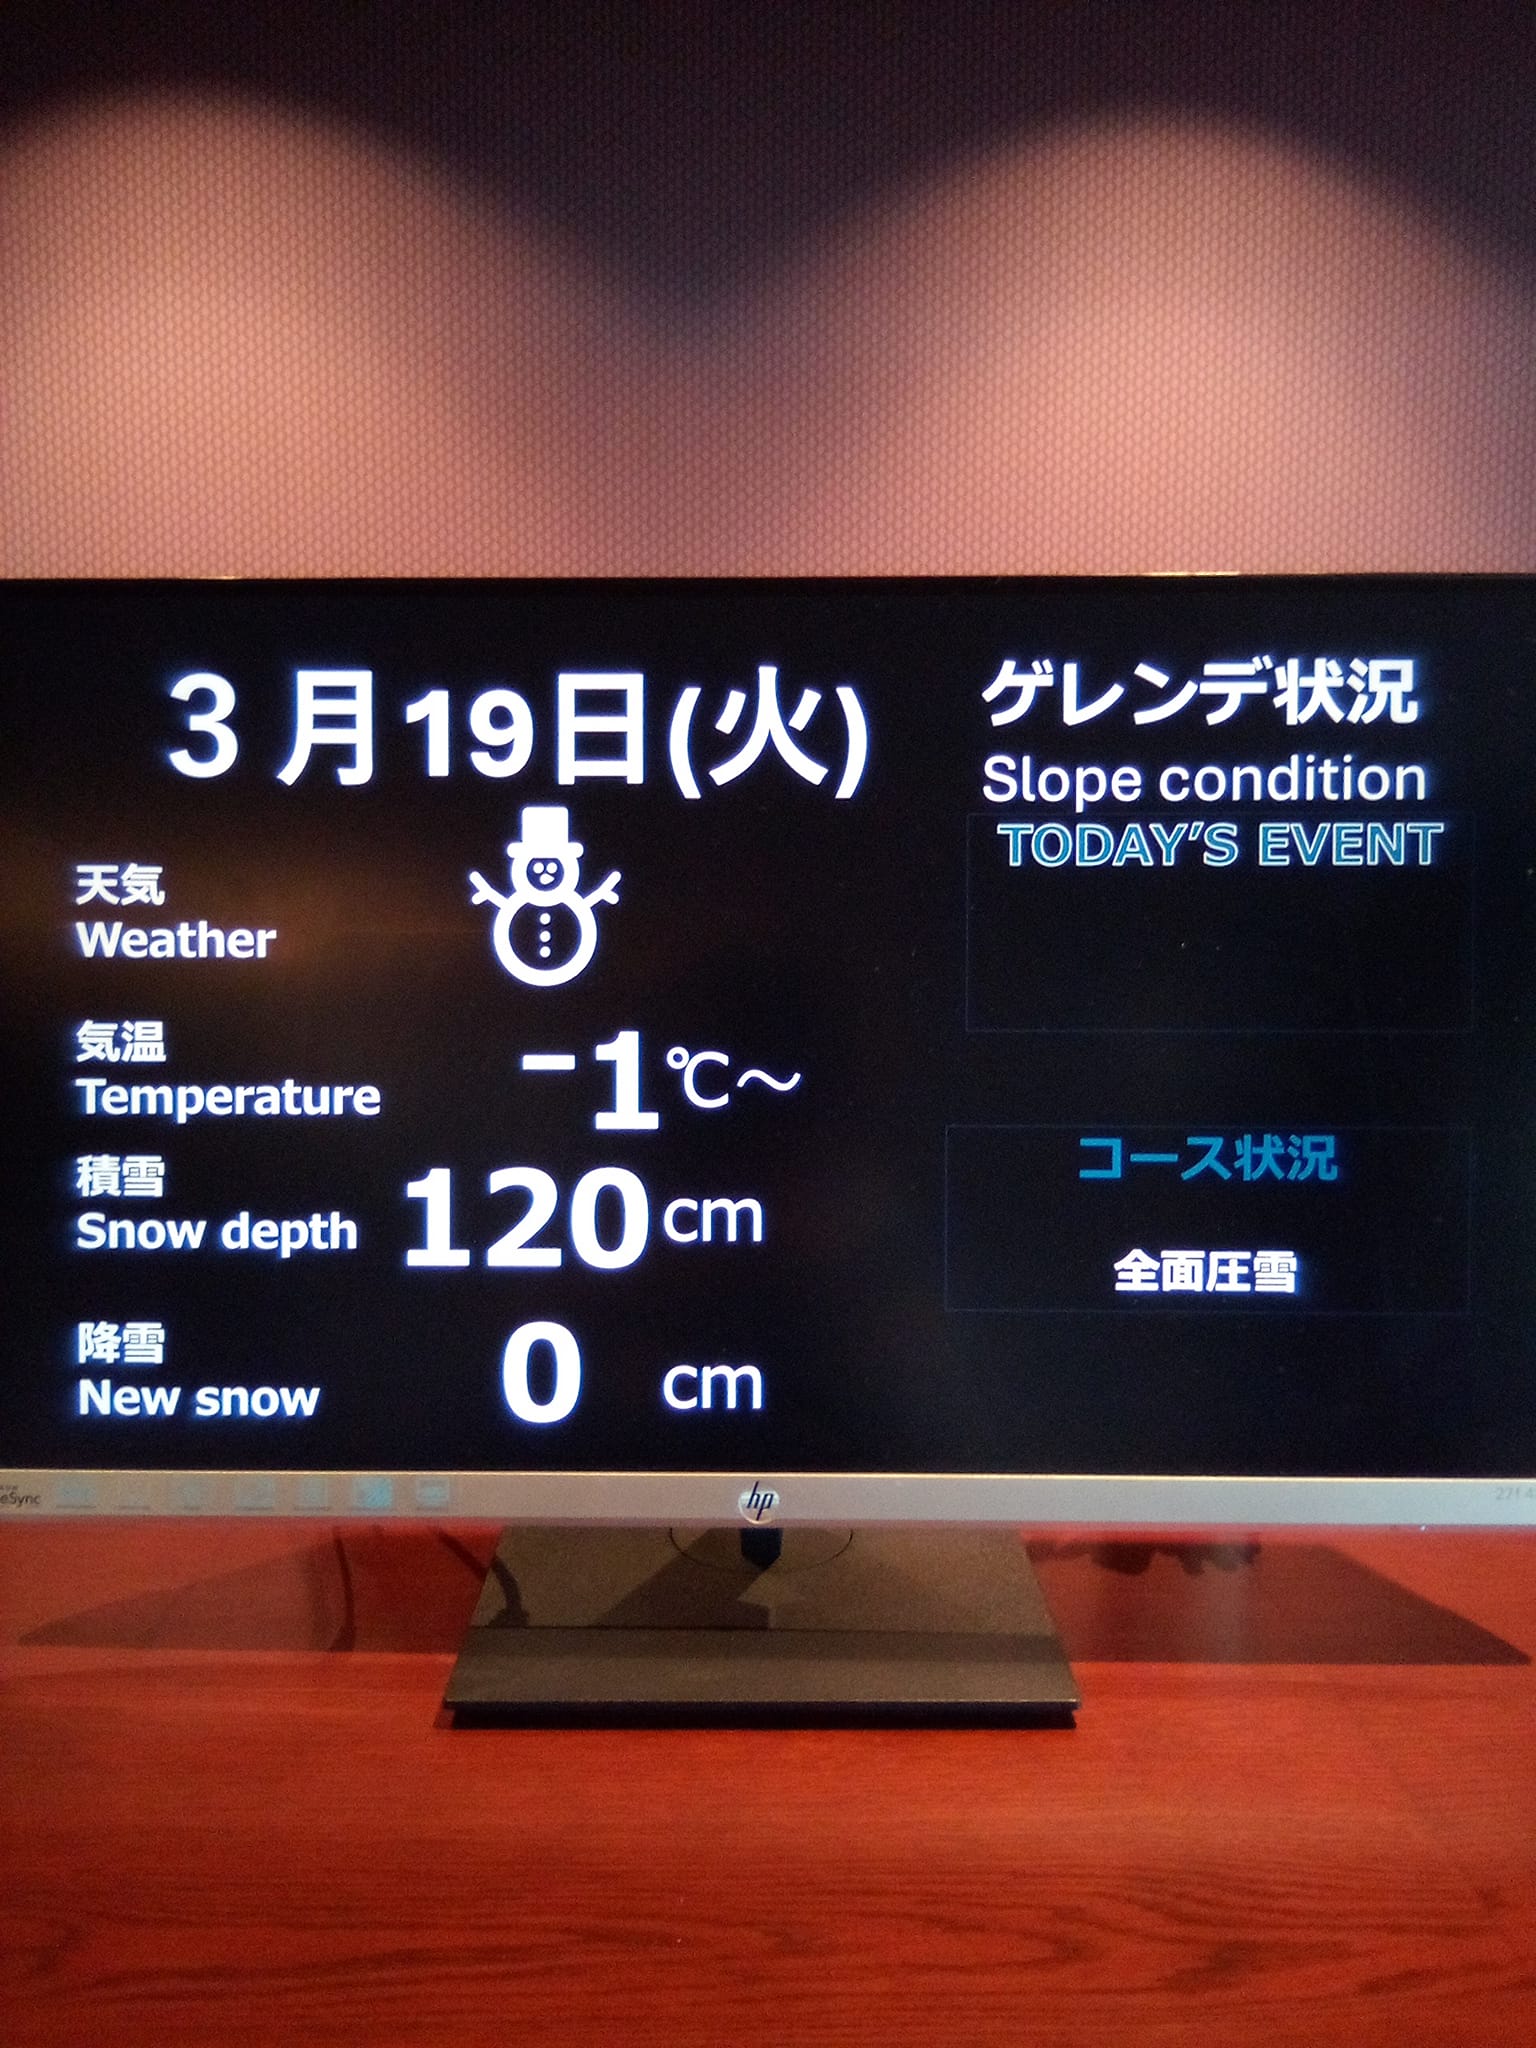 ３月19日(火)
天気
Weather
気温
Temperature
-1℃～
積雪
Snow depth
120cm
降雪
New snow
0 cm
ゲレンデ状況
Slope condition
TODAY'S EVENT
コース状況
全面圧雪
eSync
hp